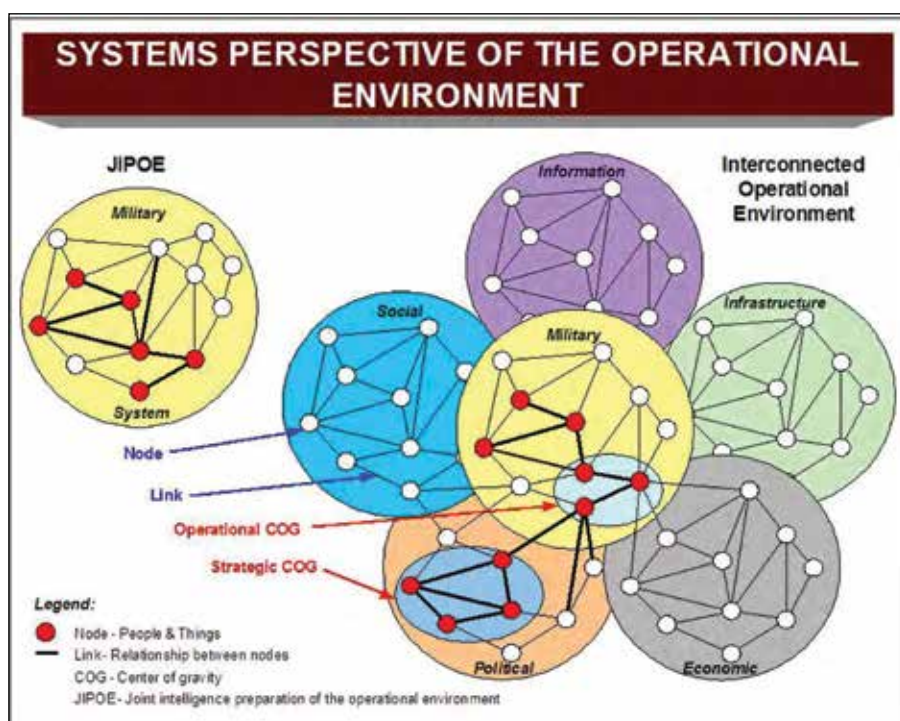 SYSTEMS PERSPECTIVE OF THE OPERATIONAL
ENVIRONMENT
JIPOE
Military
System
Information
Interconnected
Operational
Environment
Social
Military
Infrastructure
Node
Link
Operational COG
Strategic COG
Political
Economic
Legend:
Node - People & Things
Link- Relationship between nodes
COG - Center of gravity
JIPOE- Joint intelligence preparation of the operational environment